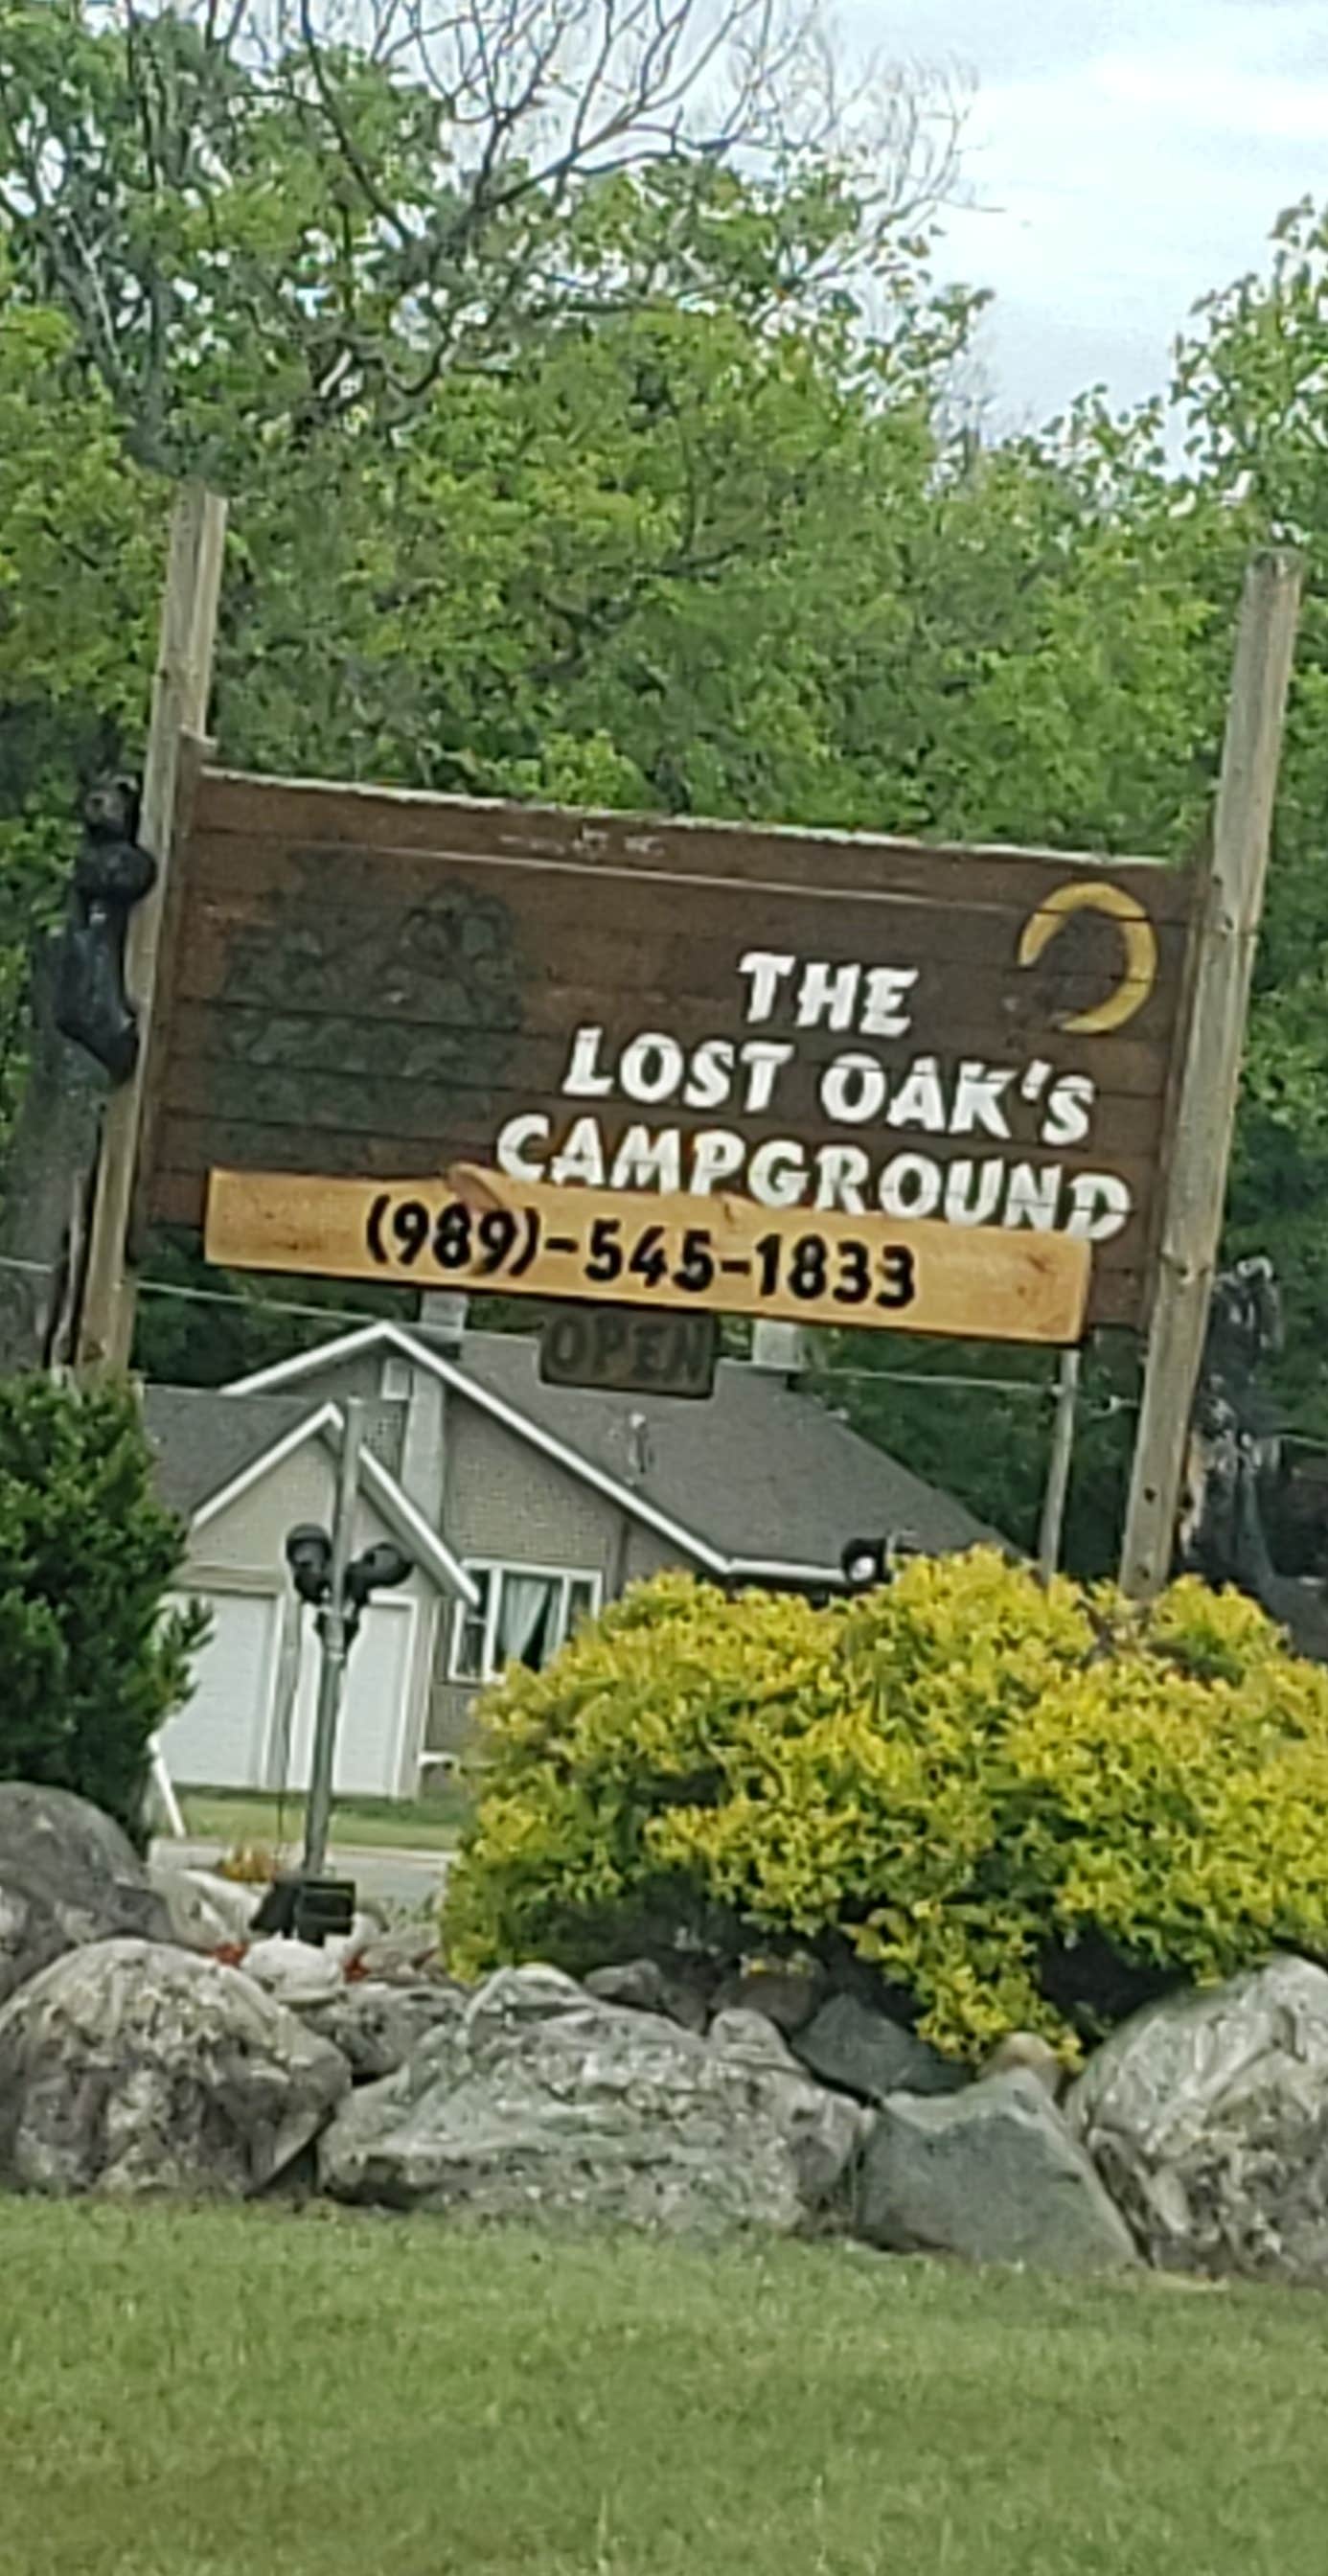 THE
LOST OAK'S
CAMPGROUND
(989)-545-1833
OPEN